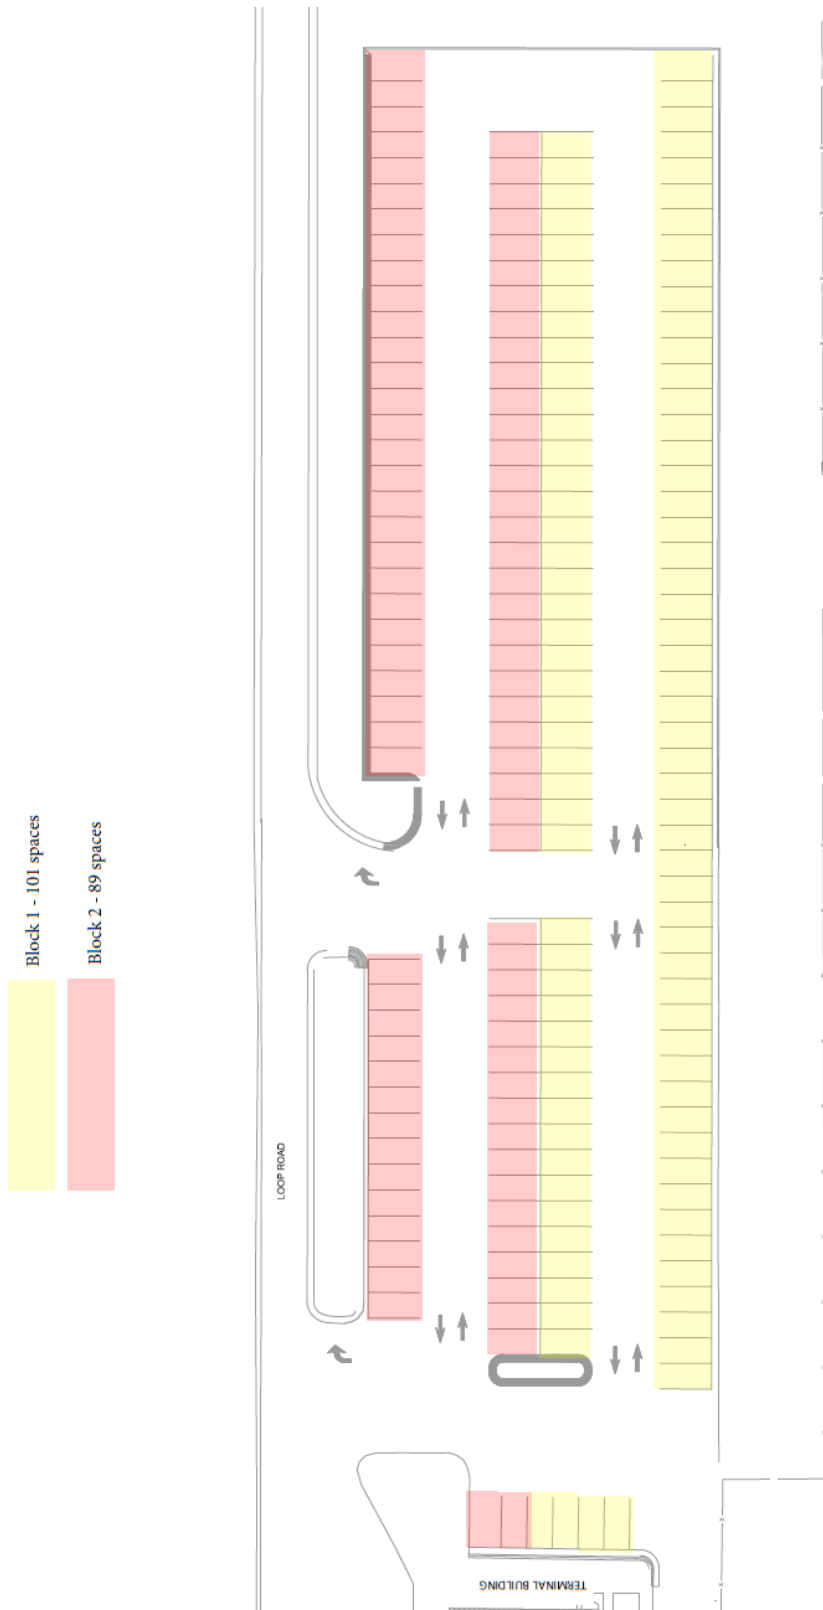 Block 1 - 101 spaces
Block 2 - 89 spaces
LOOP ROAD
TERMINAL BUILDING